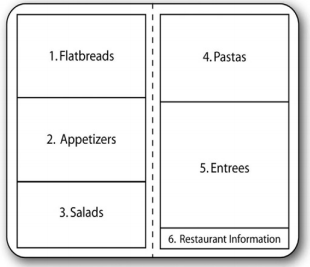 1. Flatbreads
2. Appetizers
3. Salads
4. Pastas
5. Entrees
6. Restaurant Information